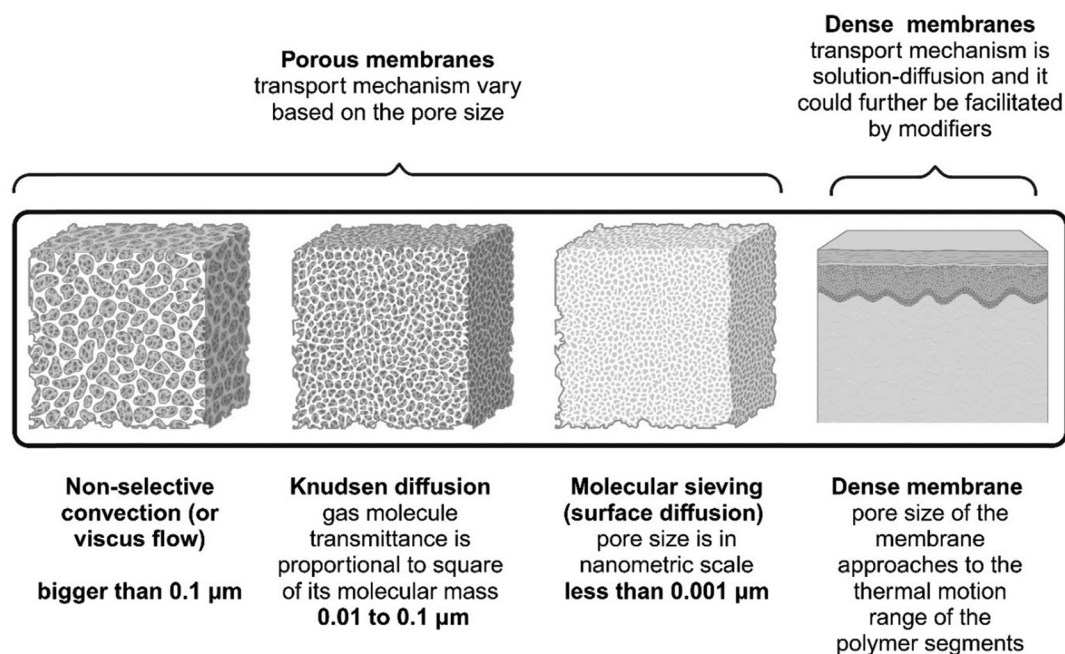 Porous membranes
transport mechanism vary
based on the pore size
Dense membranes
transport mechanism is
solution-diffusion and it
could further be facilitated
by modifiers
Non-selective
convection (or
viscus flow)
bigger than 0.1 µm
Knudsen diffusion
gas molecule
transmittance is
proportional to square
of its molecular mass
0.01 to 0.1 µm
Molecular sieving
(surface diffusion)
pore size is in
nanometric scale
less than 0.001 µm
Dense membrane
pore size of the
membrane
approaches to the
thermal motion
range of the
polymer segments